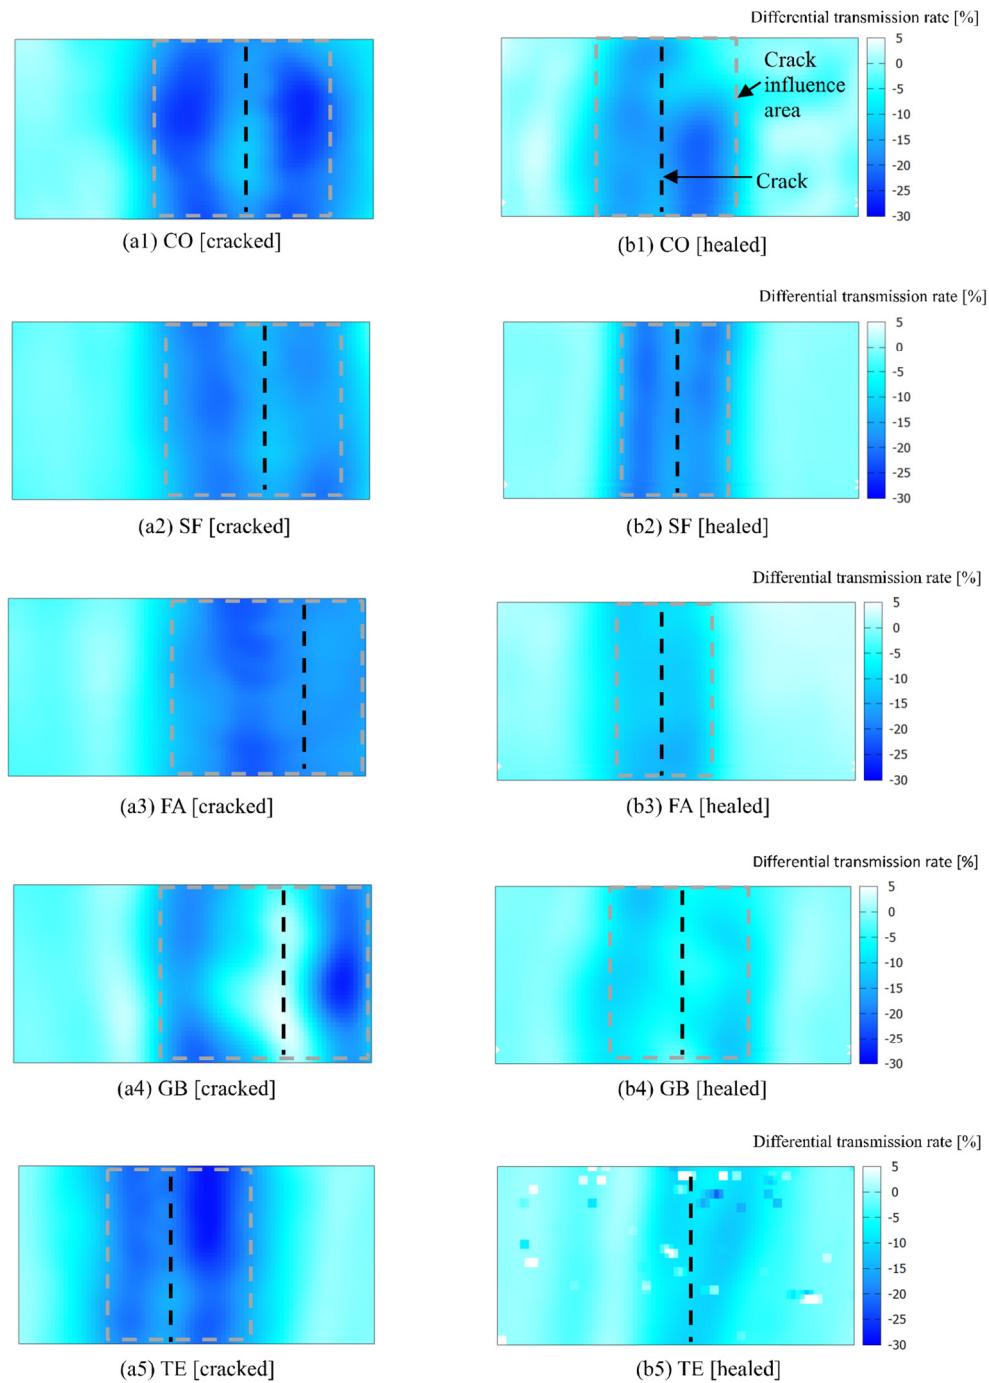 Differential transmission rate [%]
5
0
-5
-10
-15
-20
-25
-30
Crack
influence
area
Crack
(a1) CO [cracked]
(b1) CO [healed]
Differential transmission rate [%]
5
0
-5
-10
-15
-20
-25
-30
(a2) SF [cracked]
(b2) SF [healed]
Differential transmission rate [%]
5
0
-5
-10
-15
-20
-25
-30
(a3) FA [cracked]
(b3) FA [healed]
Differential transmission rate [%]
5
0
-5
-10
-15
-20
-25
-30
(a4) GB [cracked]
(b4) GB [healed]
Differential transmission rate [%]
5
0
-5
-10
-15
-20
-25
-30
(a5) TE [cracked]
(b5) TE [healed]